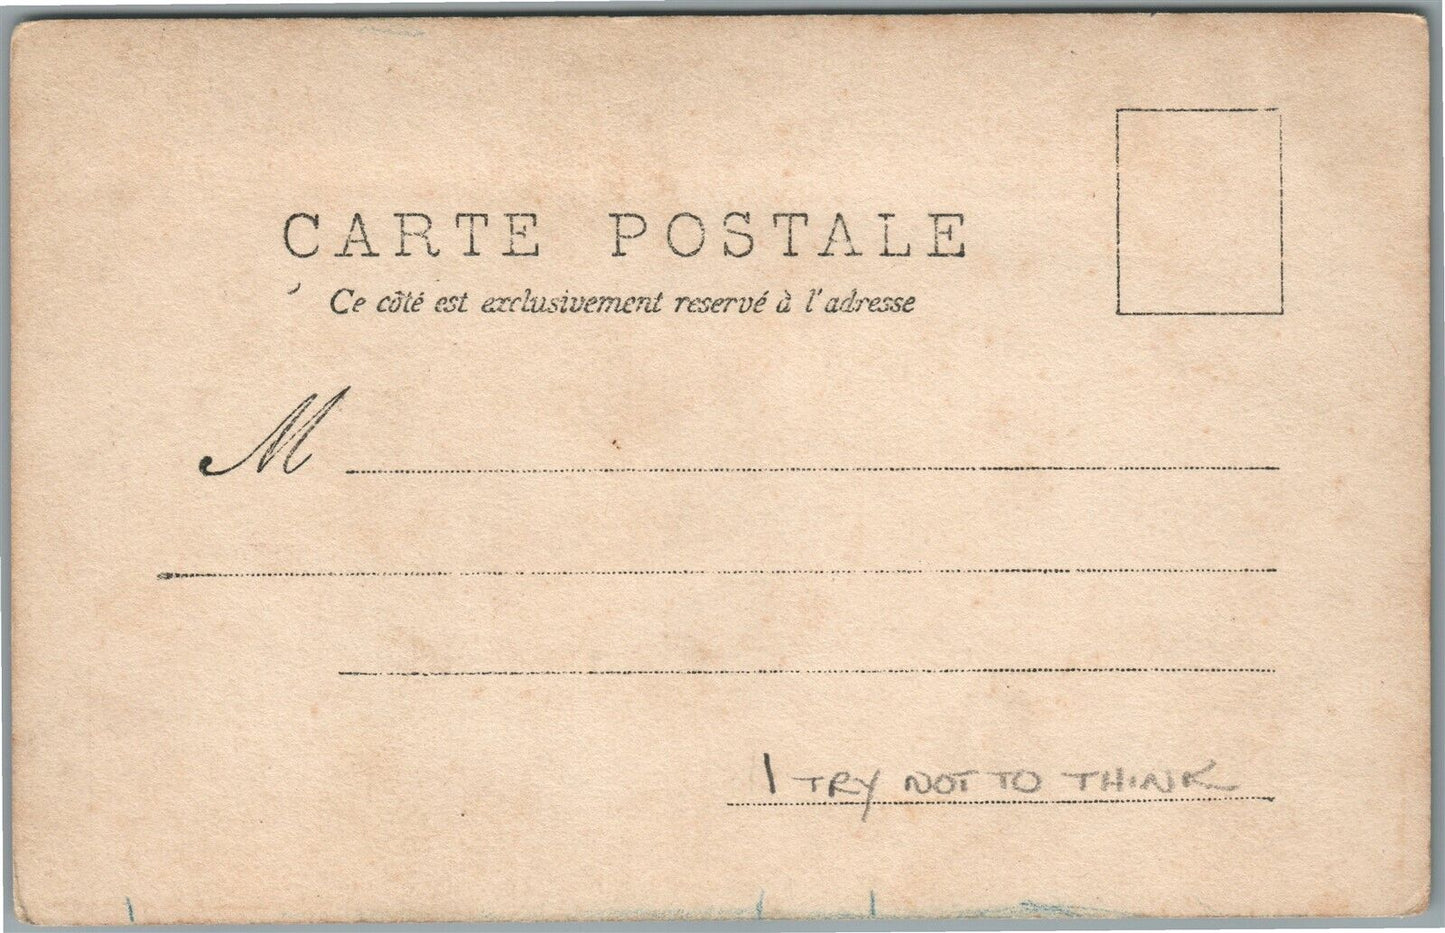 CARTE POSTALE
Ce côté est exclusivement reservé à l'adresse
M
I TRY NOT TO THINK